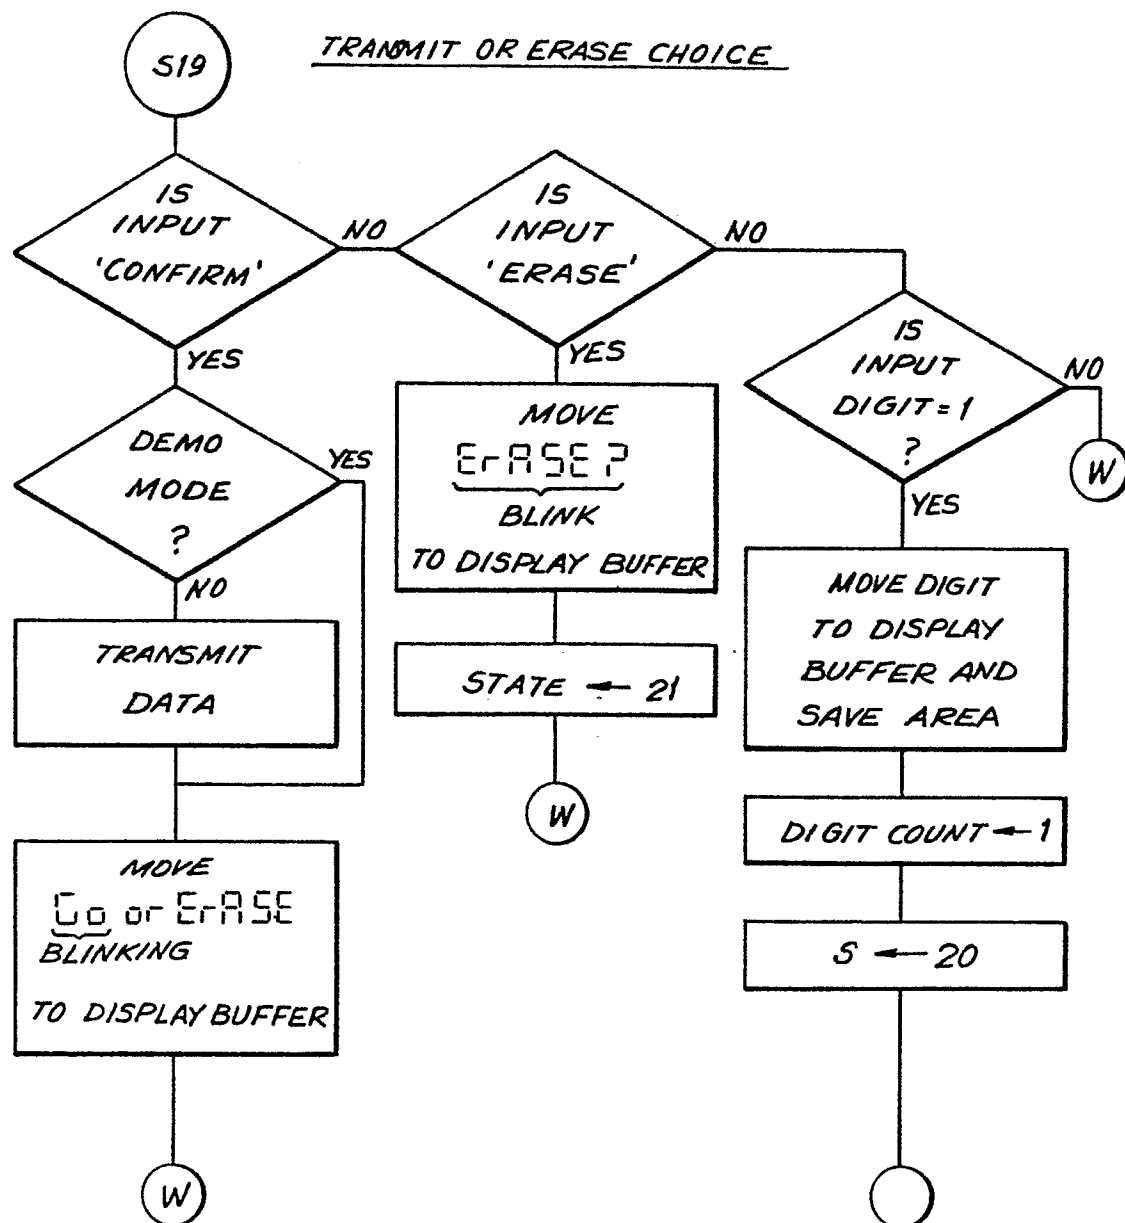 S19
TRANSMIT OR ERASE CHOICE
IS
INPUT
'CONFIRM'
NO
YES
IS
INPUT
'ERASE'
NO
YES
IS
INPUT
DIGIT=1
?
NO
W
YES
DEMO
MODE
?
YES
NO
TRANSMIT
DATA
MOVE
Go or ErASE
BLINKING
TO DISPLAY BUFFER
W
MOVE
ErASE?
BLINK
TO DISPLAY BUFFER
STATE ← 21
W
MOVE DIGIT
TO DISPLAY
BUFFER AND
SAVE AREA
DIGIT COUNT ← 1
S ← 20